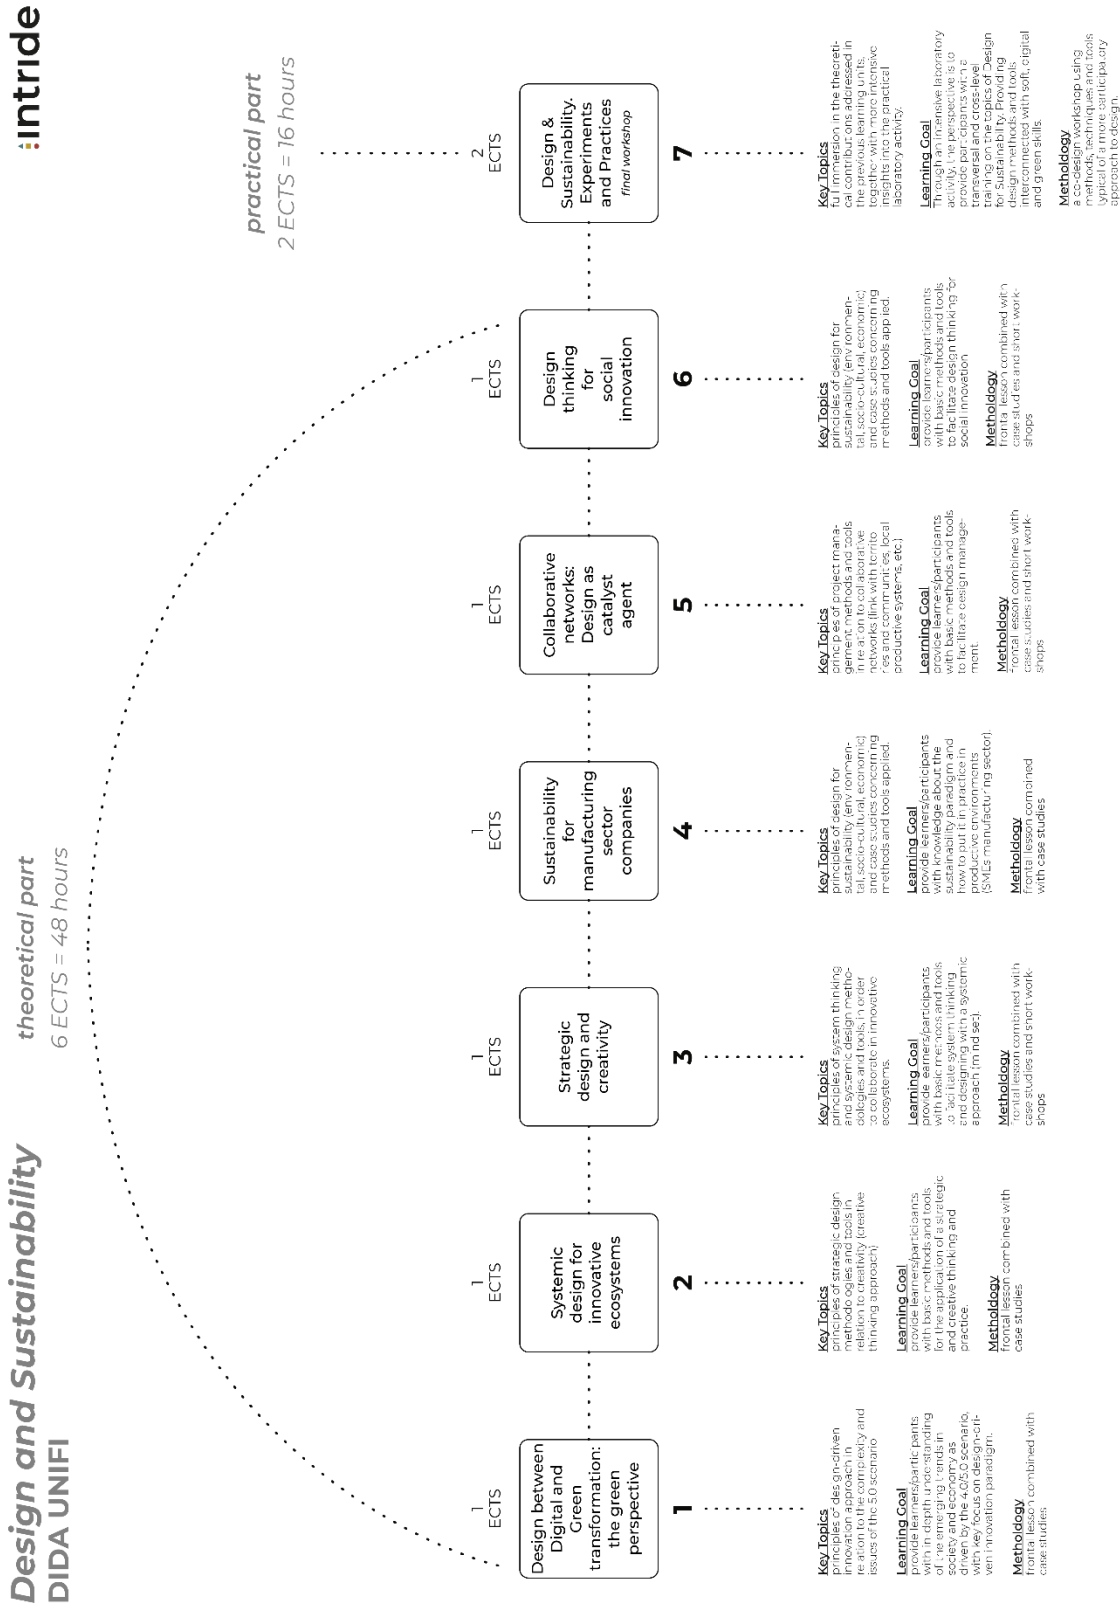 Design and Sustainability
DIDA UNIFI
intride
theoretical part
6 ECTS = 48 hours
practical part
2 ECTS = 16 hours
1
ECTS
Design between
Digital and
Green
transformation:
the green
perspective
1
Key Topics
principles of design-driven
innovation approach in
relation to the complexity and
issues of the 5.0 scenario
Learning Goal
provide learners/participants
with in-depth understanding
of the emerging trends in
society and economy as
driven by the 4.0/5.0 scenario,
with key focus on design-dri-
ven innovation paradigm.
Metholdogy
frontal lesson combined with
case studies
1
ECTS
Systemic
design for
innovative
ecosystems
2
Key Topics
principles of strategic design
methodologies and tools in
relation to creativity (creative
thinking approach)
Learning Goal
provide learners/participants
with basic methods and tools
for the application of a strategic
and creative thinking and
practice.
Metholdogy
frontal lesson combined with
case studies
1
ECTS
Strategic
design and
creativity
3
Key Topics
principles of system thinking
and systemic design metho-
dologies and tools, in order
to collaborate in innovative
ecosystems.
Learning Goal
provide learners/participants
with basic methods and tools
to facilitate system thinking
and designing with a systemic
approach (mindset).
Metholdogy
frontal lesson combined with
case studies and short work-
shops
1
ECTS
Sustainability
for
manufacturing
sector
companies
4
Key Topics
principles of design for
sustainability (environmen-
tal, socio-cultural, economic)
and case studies concerning
methods and tools applied.
Learning Goal
provide learners/participants
with knowledge about the
sustainability paradigm and
how to put it in practice in
productive environments
(SMEs manufacturing sector).
Metholdogy
frontal lesson combined
with case studies
1
ECTS
Collaborative
networks:
Design as
catalyst
agent
5
Key Topics
principles of project mana-
gement methods and tools
in relation to collaborative
networks (link with territo
ries and communities, local
productive systems, etc.)
Learning Goal
provide learners/participants
with basic methods and tools
to facilitate design manage-
ment.
Metholdogy
frontal lesson combined with
case studies and short work-
shops
1
ECTS
Design
thinking
for
social
innovation
6
Key Topics
principles of design for
sustainability (environmen-
tal, socio-cultural, economic)
and case studies concerning
methods and tools applied.
Learning Goal
provide learners/participants
with basic methods and tools
to facilitate design thinking for
social innovation
Metholdogy
frontal lesson combined with
case studies and short work-
shops
2
ECTS
Design &
Sustainability.
Experiments
and Practices
final workshop
7
Key Topics
full immersion in the theoreti-
cal contributions addressed in
the previous learning units,
together with more intensive
insights into the practical
laboratory activity.
Learning Goal
Through an intensive laboratory
activity, the perspective is to
provide participants with a
transversal and cross-level
training on the topics of Design
for Sustainability. Providing
design methods and tools
interconnected with soft, digital
and green skills.
Metholdogy
a co-design workshop using
methods, techniques and tools
typical of a more participatory
approach to design.